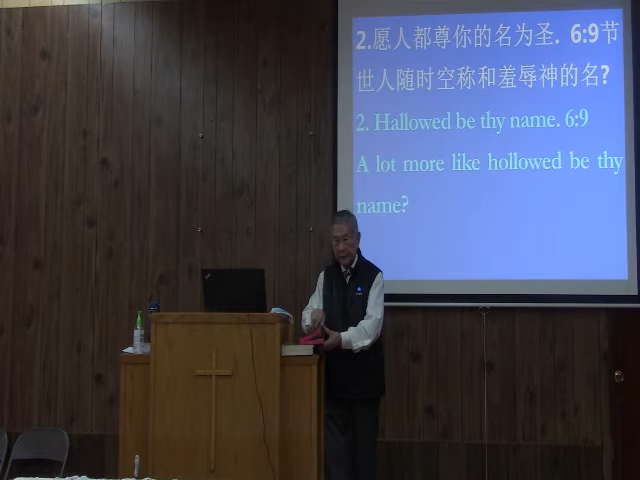 2.愿人都尊你的名为圣. 6:9节
世人随时空称和羞辱神的名?
2. Hallowed be thy name. 6:9
A lot more like hollowed be thy
name?